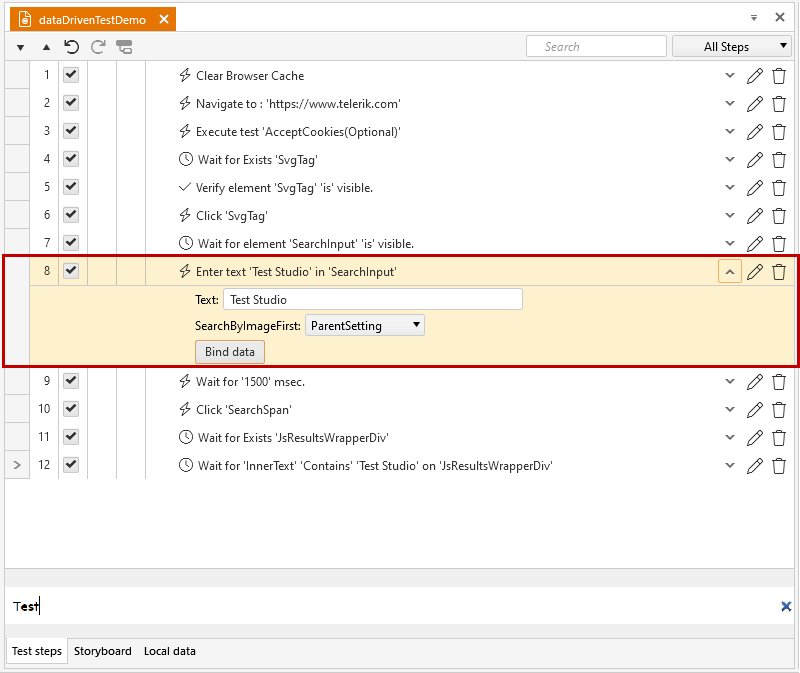 dataDrivenTestDemo
Search All Steps
1 Clear Browser Cache
2 Navigate to : 'https://www.telerik.com'
3 Execute test 'AcceptCookies(Optional)'
4 Wait for Exists 'SvgTag'
5 Verify element 'SvgTag' 'is' visible.
6 Click 'SvgTag'
7 Wait for element 'SearchInput' 'is' visible.
8 Enter text 'Test Studio' in 'SearchInput'
Text: Test Studio
SearchByImageFirst: ParentSetting
Bind data
9 Wait for '1500' msec.
10 Click 'SearchSpan'
11 Wait for Exists 'JsResultsWrapperDiv'
12 Wait for 'InnerText' 'Contains' 'Test Studio' on 'JsResultsWrapperDiv'
Test
Test steps Storyboard Local data